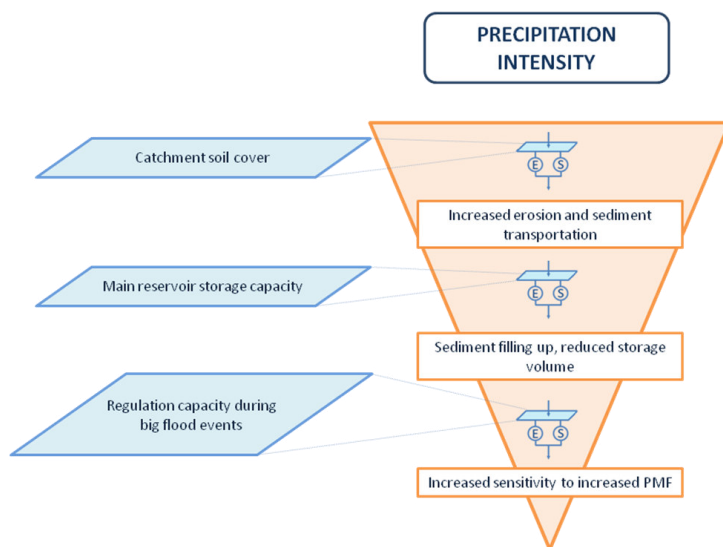 PRECIPITATION
INTENSITY
Catchment soil cover
E S
Increased erosion and sediment
transportation
Main reservoir storage capacity
E S
Sediment filling up, reduced storage
volume
Regulation capacity during
big flood events
E S
Increased sensitivity to increased PMF